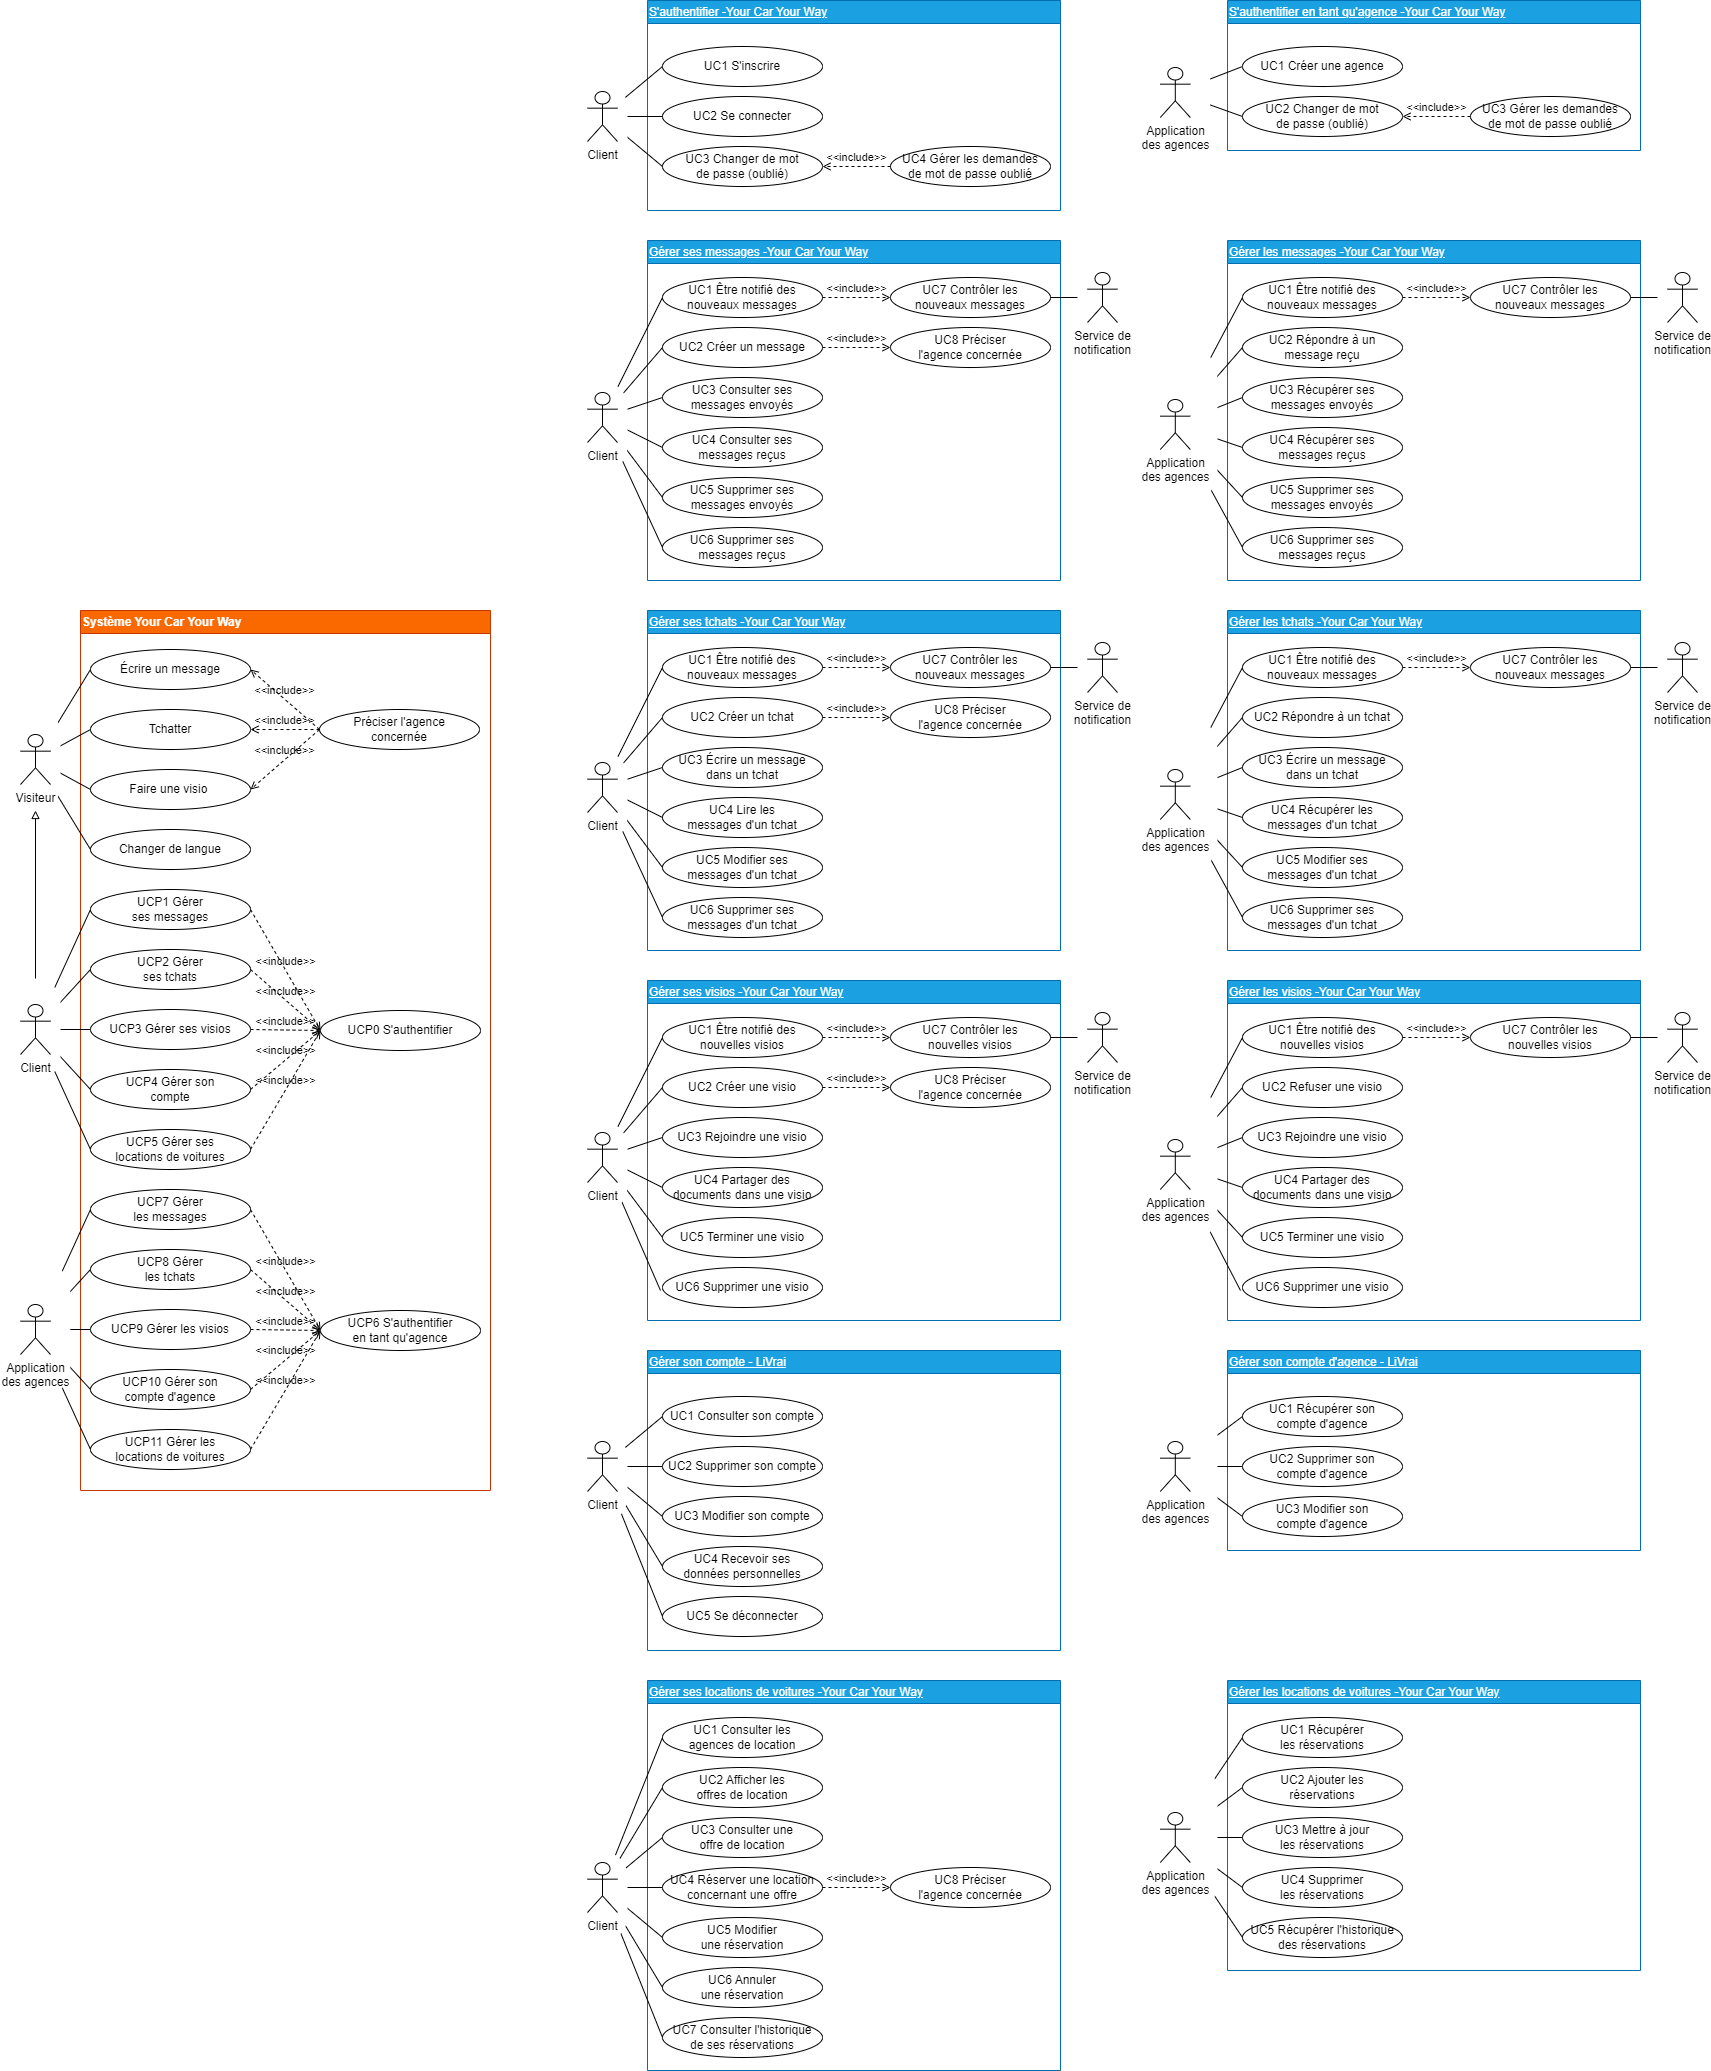 S'authentifier -Your Car Your Way
UC1 S'inscrire
UC2 Se connecter
UC3 Changer de mot
de passe (oublié)
<<include>>
UC4 Gérer les demandes
de mot de passe oublié
Client
S'authentifier en tant qu'agence -Your Car Your Way
UC1 Créer une agence
UC2 Changer de mot
de passe (oublié)
<<include>>
UC3 Gérer les demandes
de mot de passe oublié
Application
des agences
Gérer ses messages -Your Car Your Way
UC1 Être notifié des
nouveaux messages
<<include>>
UC7 Contrôler les
nouveaux messages
Service de
notification
UC2 Créer un message
<<include>>
UC8 Préciser
l'agence concernée
UC3 Consulter ses
messages envoyés
UC4 Consulter ses
messages reçus
UC5 Supprimer ses
messages envoyés
UC6 Supprimer ses
messages reçus
Client
Gérer les messages -Your Car Your Way
UC1 Être notifié des
nouveaux messages
<<include>>
UC7 Contrôler les
nouveaux messages
Service de
notification
UC2 Répondre à un
message reçu
UC3 Récupérer ses
messages envoyés
UC4 Récupérer ses
messages reçus
UC5 Supprimer ses
messages envoyés
UC6 Supprimer ses
messages reçus
Application
des agences
Système Your Car Your Way
Écrire un message
Tchatter
Faire une visio
Changer de langue
<<include>>
<<include>>
<<include>>
Préciser l'agence
concernée
Visiteur
UCP1 Gérer
ses messages
UCP2 Gérer
ses tchats
UCP3 Gérer ses visios
UCP4 Gérer son
compte
UCP5 Gérer ses
locations de voitures
<<include>>
<<include>>
<<include>>
<<include>>
<<include>>
UCP0 S'authentifier
Client
UCP7 Gérer
les messages
UCP8 Gérer
les tchats
UCP9 Gérer les visios
UCP10 Gérer son
compte d'agence
UCP11 Gérer les
locations de voitures
<<include>>
<<include>>
<<include>>
<<include>>
<<include>>
UCP6 S'authentifier
en tant qu'agence
Application
des agences
Gérer ses tchats -Your Car Your Way
UC1 Être notifié des
nouveaux messages
<<include>>
UC7 Contrôler les
nouveaux messages
Service de
notification
UC2 Créer un tchat
<<include>>
UC8 Préciser
l'agence concernée
UC3 Écrire un message
dans un tchat
UC4 Lire les
messages d'un tchat
UC5 Modifier ses
messages d'un tchat
UC6 Supprimer ses
messages d'un tchat
Client
Gérer les tchats -Your Car Your Way
UC1 Être notifié des
nouveaux messages
<<include>>
UC7 Contrôler les
nouveaux messages
Service de
notification
UC2 Répondre à un tchat
UC3 Écrire un message
dans un tchat
UC4 Récupérer les
messages d'un tchat
UC5 Modifier ses
messages d'un tchat
UC6 Supprimer ses
messages d'un tchat
Application
des agences
Gérer ses visios -Your Car Your Way
UC1 Être notifié des
nouvelles visios
<<include>>
UC7 Contrôler les
nouvelles visios
Service de
notification
UC2 Créer une visio
<<include>>
UC8 Préciser
l'agence concernée
UC3 Rejoindre une visio
UC4 Partager des
documents dans une visio
UC5 Terminer une visio
UC6 Supprimer une visio
Client
Gérer les visios -Your Car Your Way
UC1 Être notifié des
nouvelles visios
<<include>>
UC7 Contrôler les
nouvelles visios
Service de
notification
UC2 Refuser une visio
UC3 Rejoindre une visio
UC4 Partager des
documents dans une visio
UC5 Terminer une visio
UC6 Supprimer une visio
Application
des agences
Gérer son compte - LiVrai
UC1 Consulter son compte
UC2 Supprimer son compte
UC3 Modifier son compte
UC4 Recevoir ses
données personnelles
UC5 Se déconnecter
Client
Gérer son compte d'agence - LiVrai
UC1 Récupérer son
compte d'agence
UC2 Supprimer son
compte d'agence
UC3 Modifier son
compte d'agence
Application
des agences
Gérer ses locations de voitures -Your Car Your Way
UC1 Consulter les
agences de location
UC2 Afficher les
offres de location
UC3 Consulter une
offre de location
UC4 Réserver une location
concernant une offre
<<include>>
UC8 Préciser
l'agence concernée
UC5 Modifier
une réservation
UC6 Annuler
une réservation
UC7 Consulter l'historique
de ses réservations
Client
Gérer les locations de voitures -Your Car Your Way
UC1 Récupérer
les réservations
UC2 Ajouter les
réservations
UC3 Mettre à jour
les réservations
UC4 Supprimer
les réservations
UC5 Récupérer l'historique
des réservations
Application
des agences